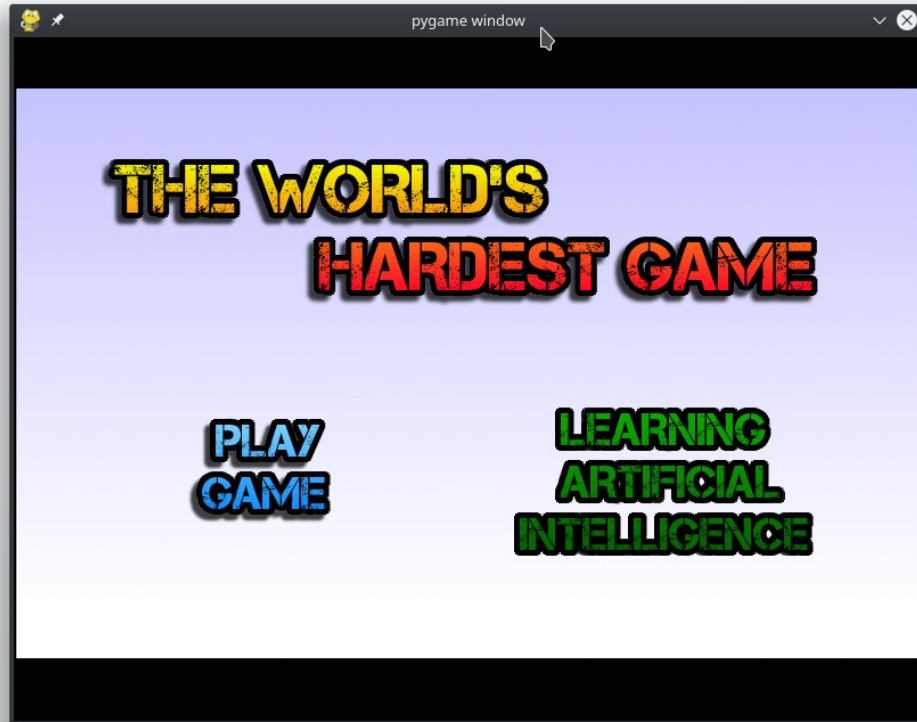 pygame window
THE WORLD'S
HARDEST GAME
PLAY
GAME
LEARNING
ARTIFICIAL
INTELLIGENCE